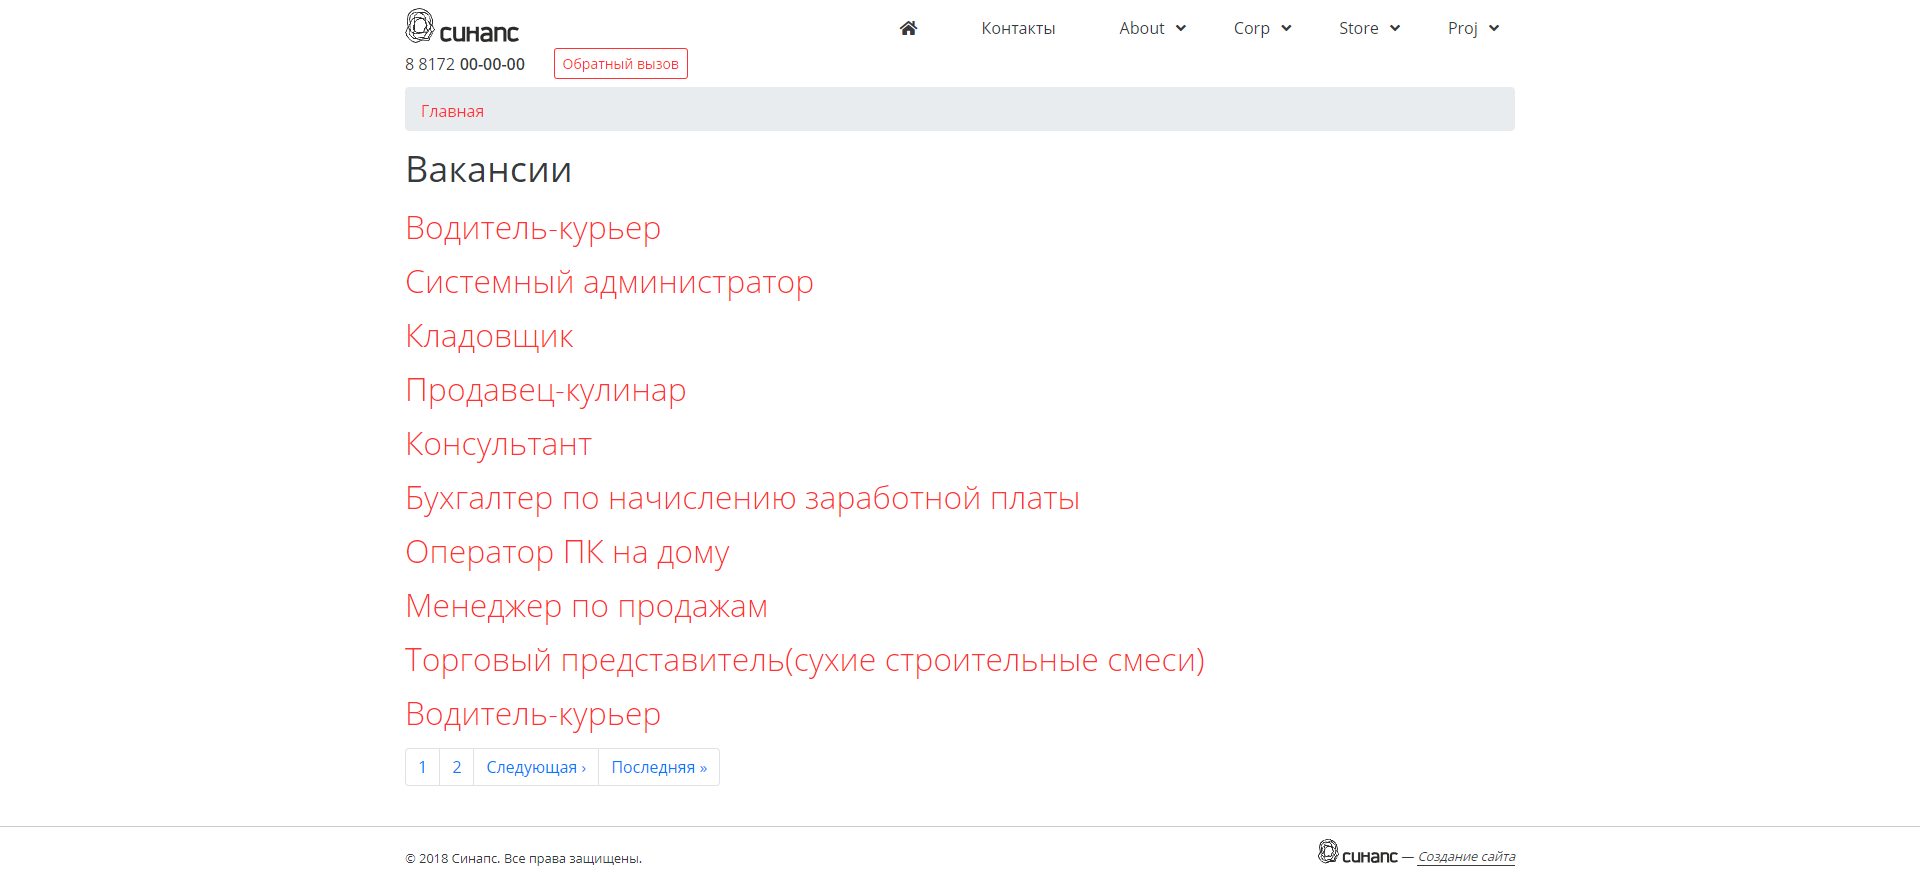 синапс
Контакты
About
Corp
Store
Proj
8 8172 00-00-00
Обратный вызов
Главная
Вакансии
Водитель-курьер
Системный администратор
Кладовщик
Продавец-кулинар
Консультант
Бухгалтер по начислению заработной платы
Оператор ПК на дому
Менеджер по продажам
Торговый представитель(сухие строительные смеси)
Водитель-курьер
1 2 Следующая › Последняя »
© 2018 Синапс. Все права защищены.
синапс — Создание сайта